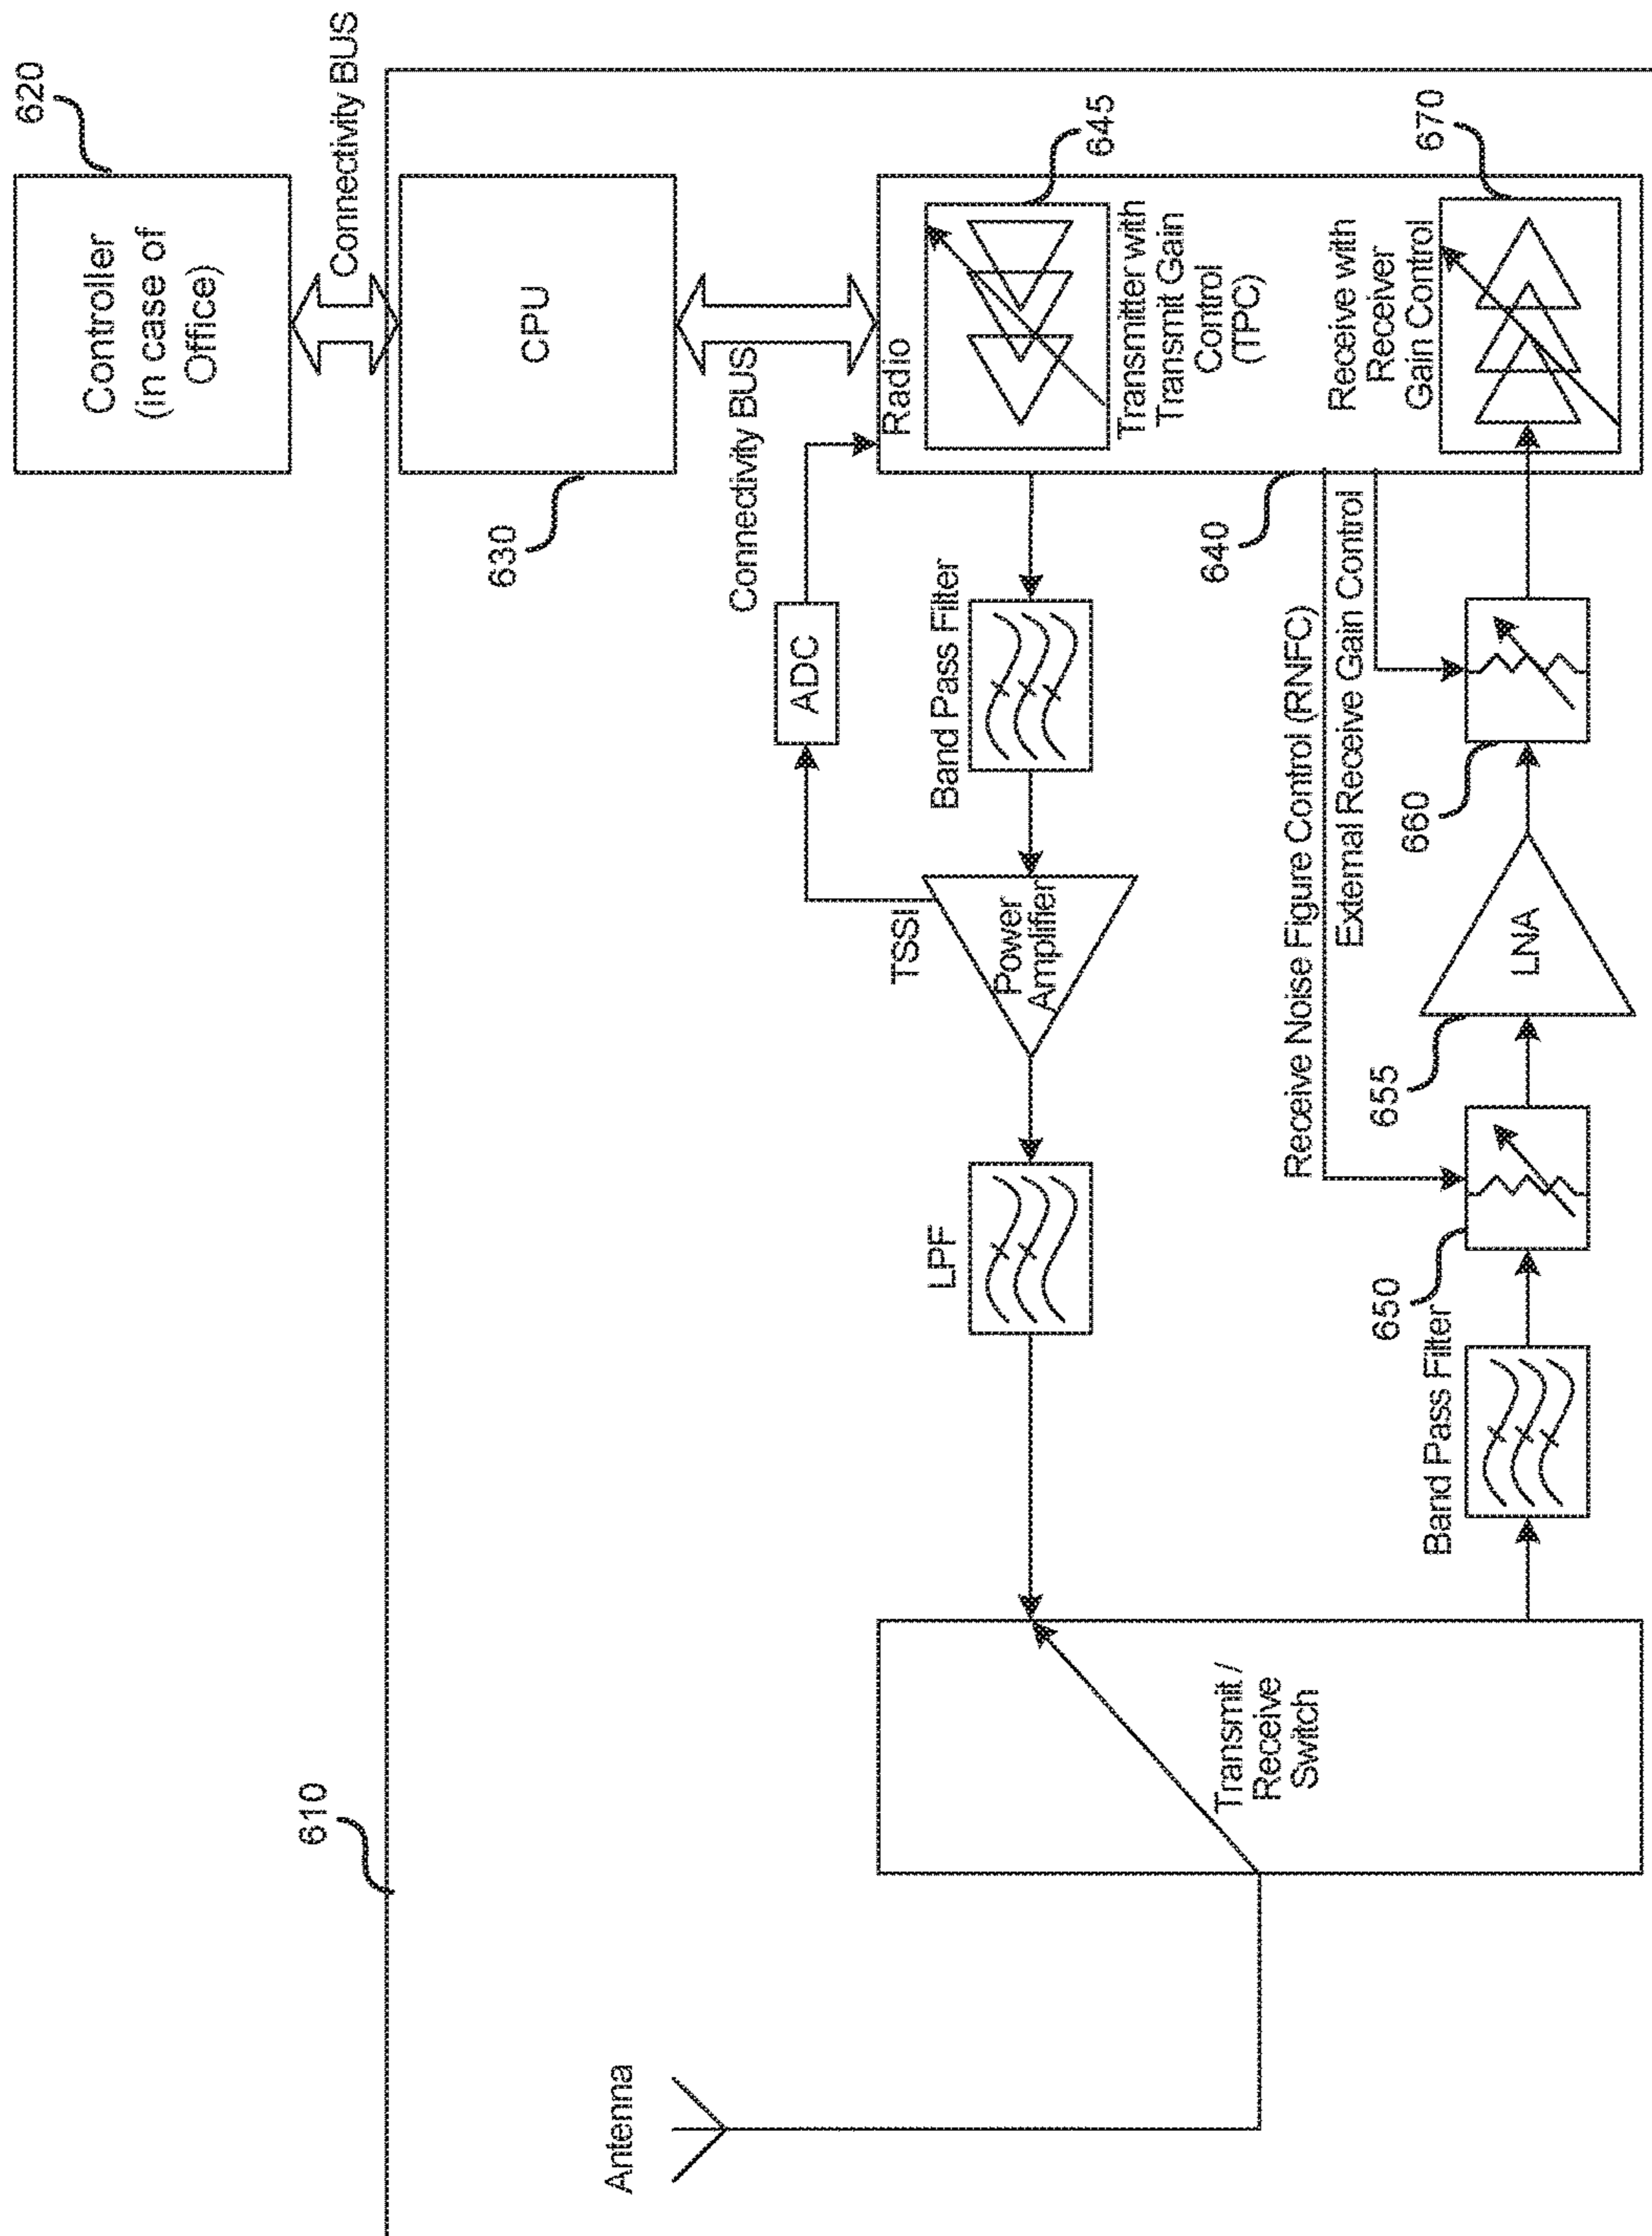 620
Controller
(in case of
Office)
Connectivity BUS
610
CPU
630
Connectivity BUS
ADC
Radio
TSSI
Band Pass Filter
LPF
Antenna
Power
Amplifier
645
Transmitter with
Transmit Gain
Control
(TPC)
640
Transmit /
Receive
Switch
Receive Noise Figure Control (RNFC)
External Receive Gain Control
Receive with
Receiver
Gain Control
670
650
655
660
Band Pass Filter
LNA